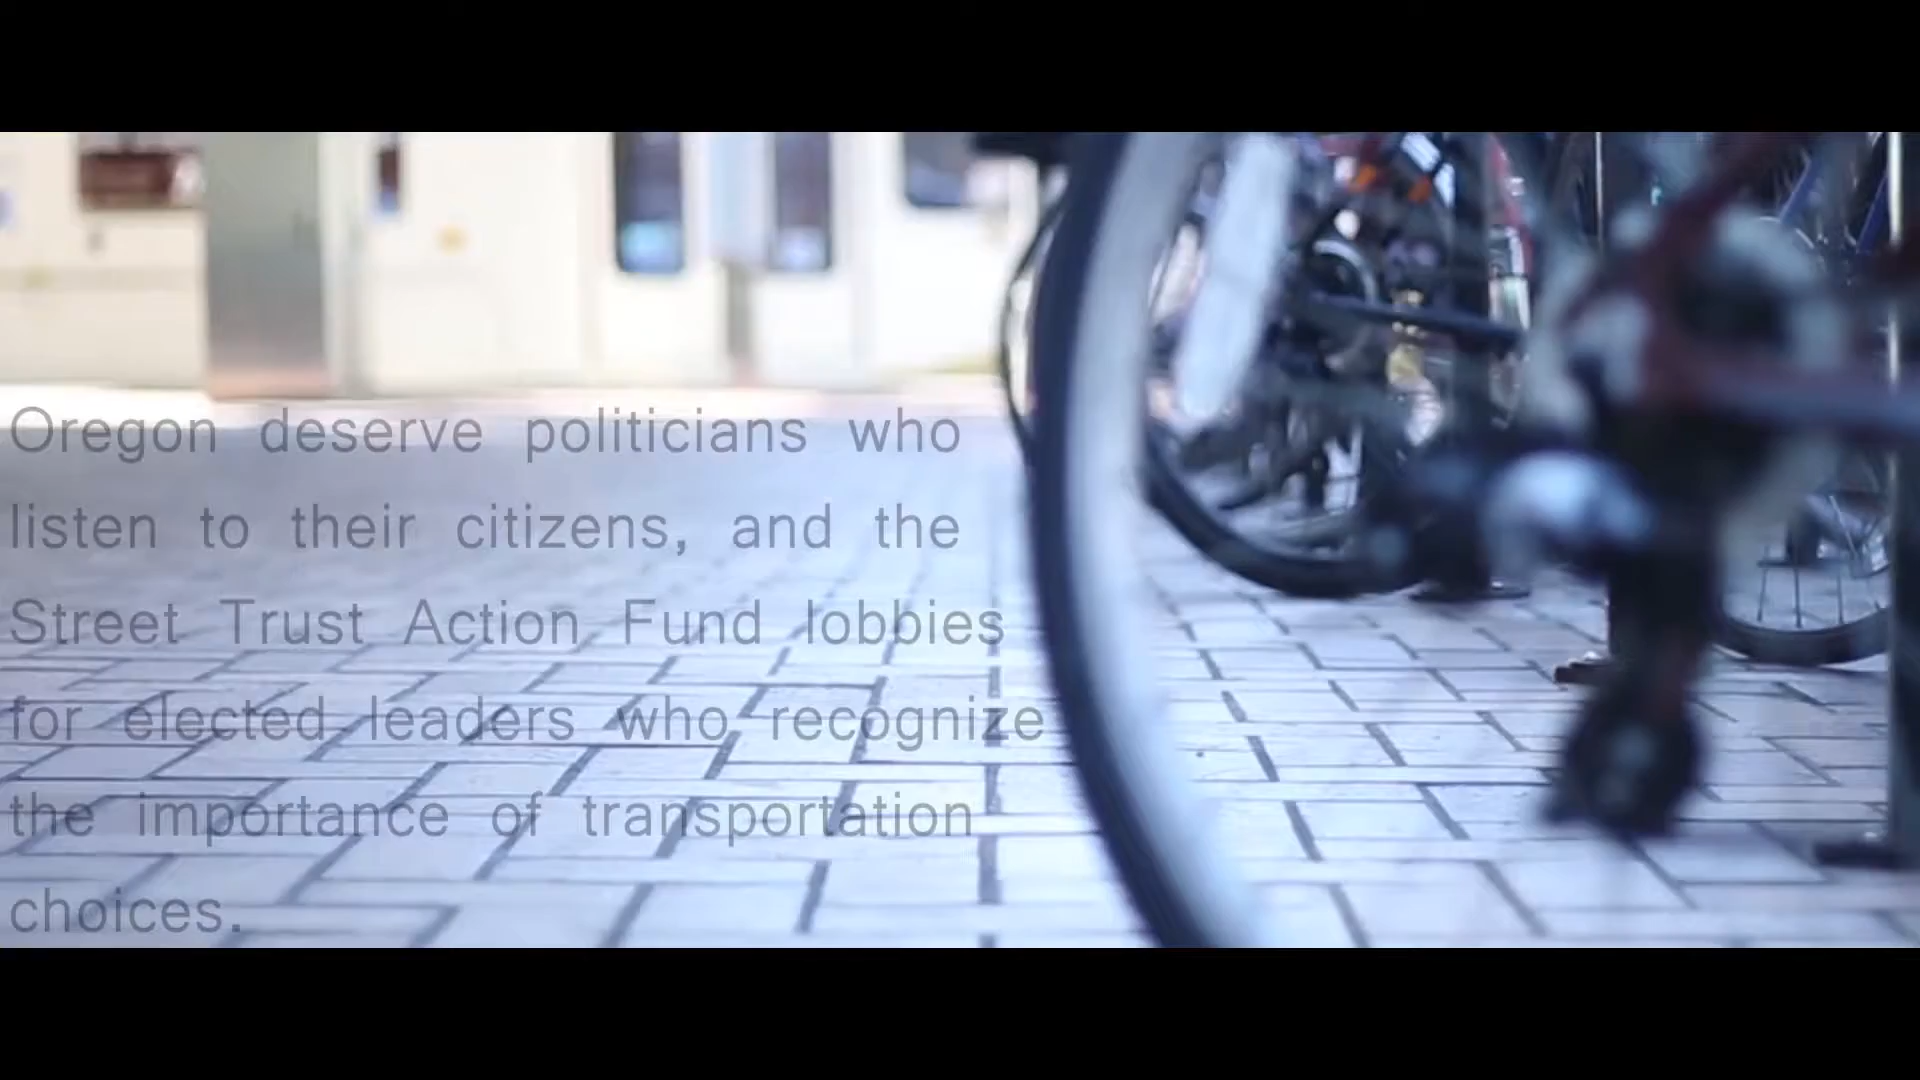 Oregon deserve politicians who
listen to their citizens, and the
Street Trust Action Fund lobbies
for elected leaders who recognize
the importance of transportation
choices.